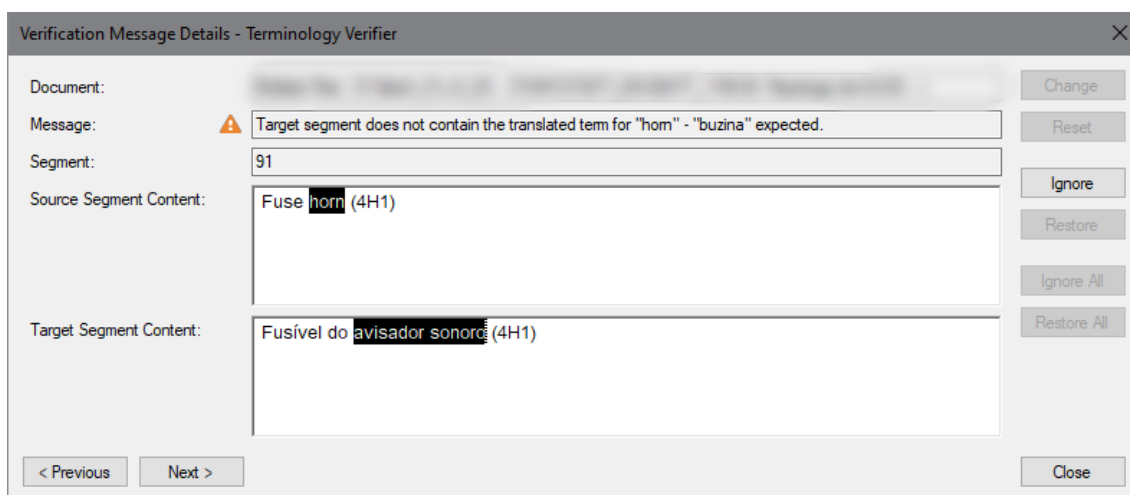 Verification Message Details - Terminology Verifier
Document:
Change
Message:
Target segment does not contain the translated term for "horn" - "buzina" expected.
Reset
Segment:
91
Ignore
Source Segment Content:
Fuse horn (4H1)
Restore
Ignore All
Target Segment Content:
Fusível do avisador sonoro (4H1)
Restore All
< Previous
Next >
Close